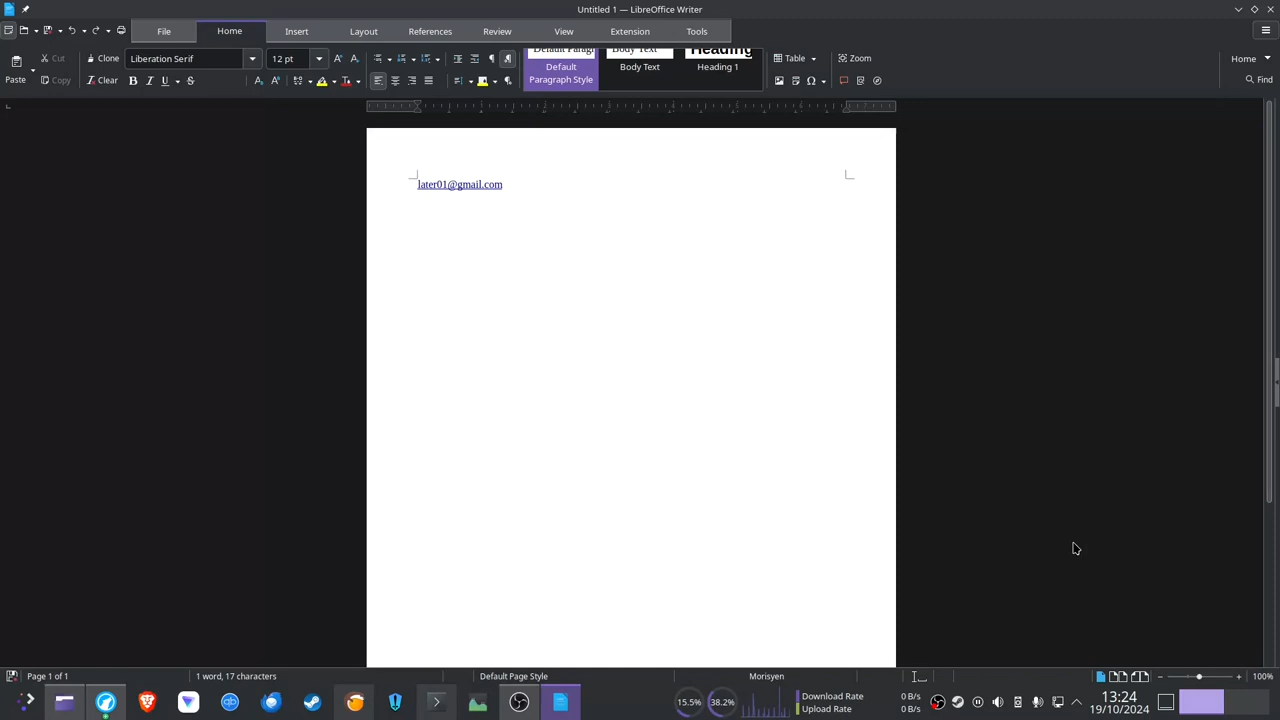 Untitled 1 — LibreOffice Writer
File Home Insert Layout References Review View Extension Tools
Paste Cut Clone Liberation Serif 12 pt Default Paragraph Style Body Text Heading 1 Table Zoom Home
Copy Clear Find
later01@gmail.com
Page 1 of 1 1 word, 17 characters Default Page Style Morisyen 100%
15.5% 38.2% Download Rate 0 B/s 13:24
Upload Rate 0 B/s 19/10/2024